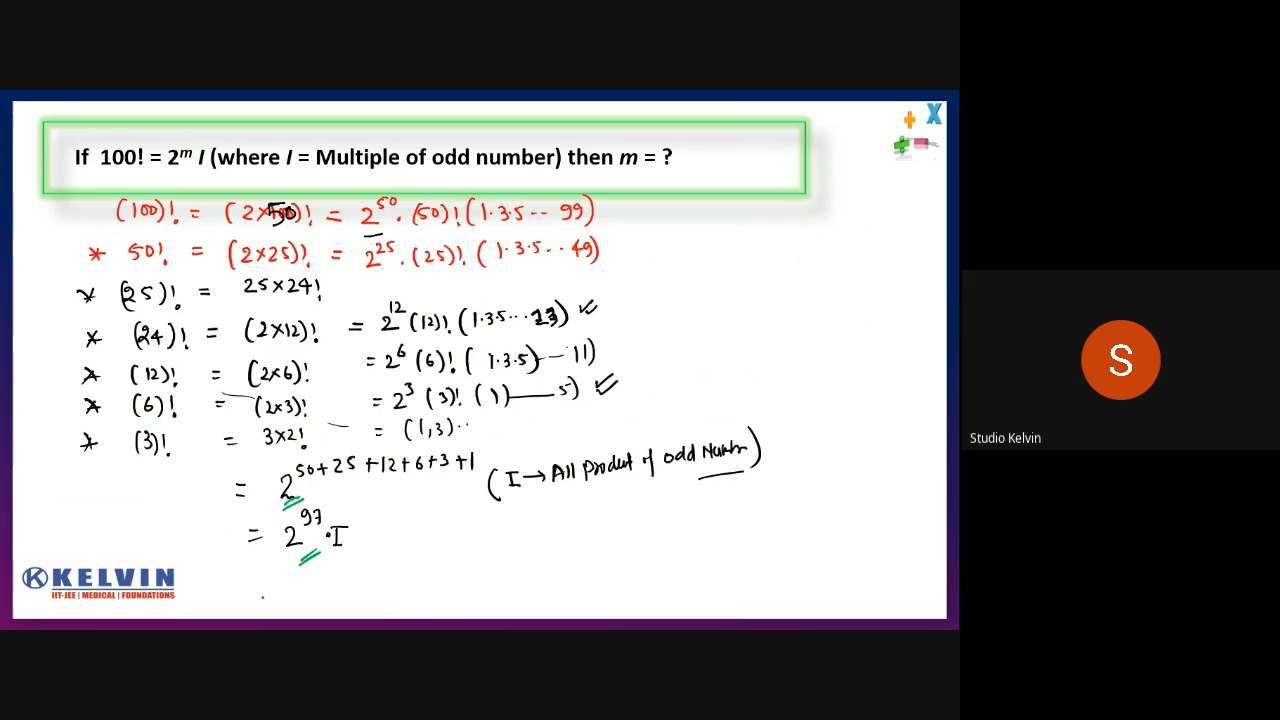 If 100! = 2^m I (where I = Multiple of odd number) then m = ?
(100)! = (2×50)! = 2^50 . (50)! (1.3.5 -- 99)
* 50! = (2×25)! = 2^25 . (25)! (1.3.5 .. 49)
* (25)! = 25×24!
* (24)! = (2×12)! = 2^12 (12)! (1.3.5 ... 23)
* (12)! = (2×6)! = 2^6 (6)! (1.3.5) -- 11)
* (6)! = (2×3)! = 2^3 (3)! (1) — 5)
* (3)! = 3×2! — = (1,3) ..
= 2^50+25+12+6+3+1 (I → All Product of odd Number)
= 2^97 . I
KELVIN
IIT-JEE | MEDICAL | FOUNDATIONS
S
Studio Kelvin